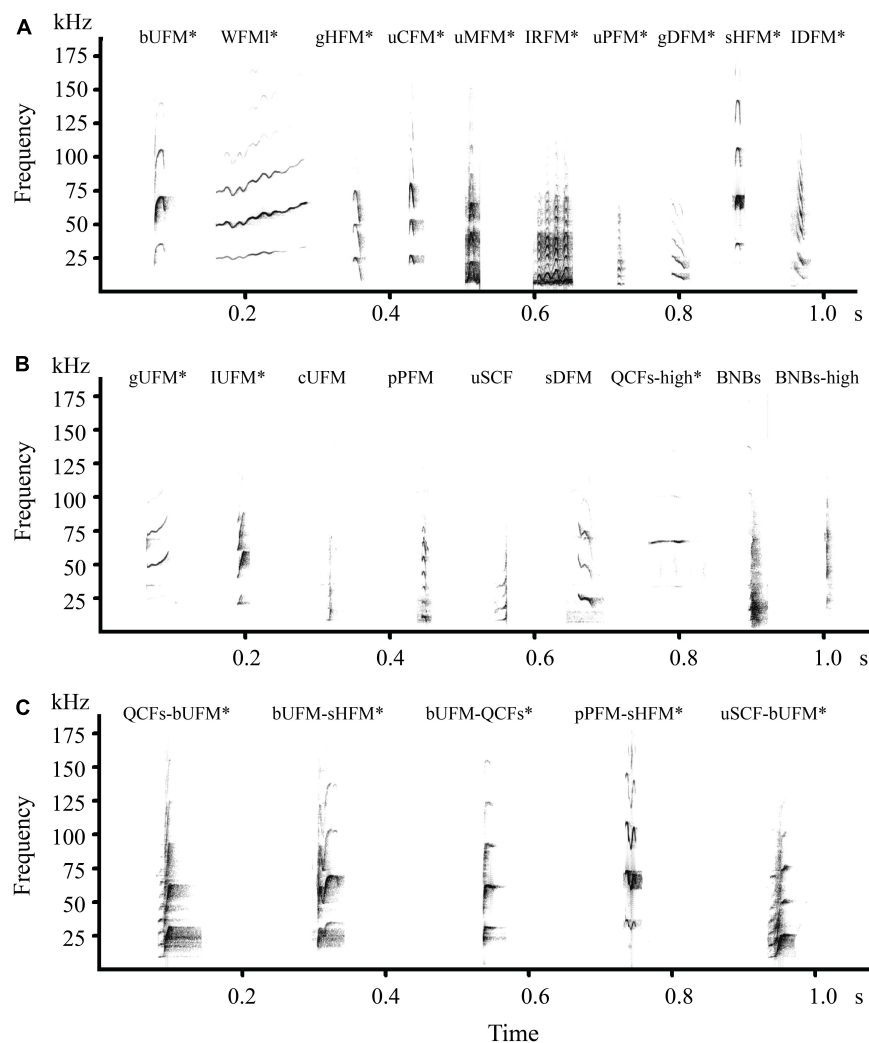 A
kHz
bUFM* WFMl* gHFM* uCFM* uMFM* IRFM* uPFM* gDFM* sHFM* IDFM*
175
150
125
100
75
50
25
Frequency
0.2 0.4 0.6 0.8 1.0 s
B
kHz
gUFM* IUFM* cUFM pPFM uSCF sDFM QCFs-high* BNBs BNBs-high
175
150
125
100
75
50
25
Frequency
0.2 0.4 0.6 0.8 1.0 s
C
kHz
QCFs-bUFM* bUFM-sHFM* bUFM-QCFs* pPFM-sHFM* uSCF-bUFM*
175
150
125
100
75
50
25
Frequency
0.2 0.4 0.6 0.8 1.0 s
Time